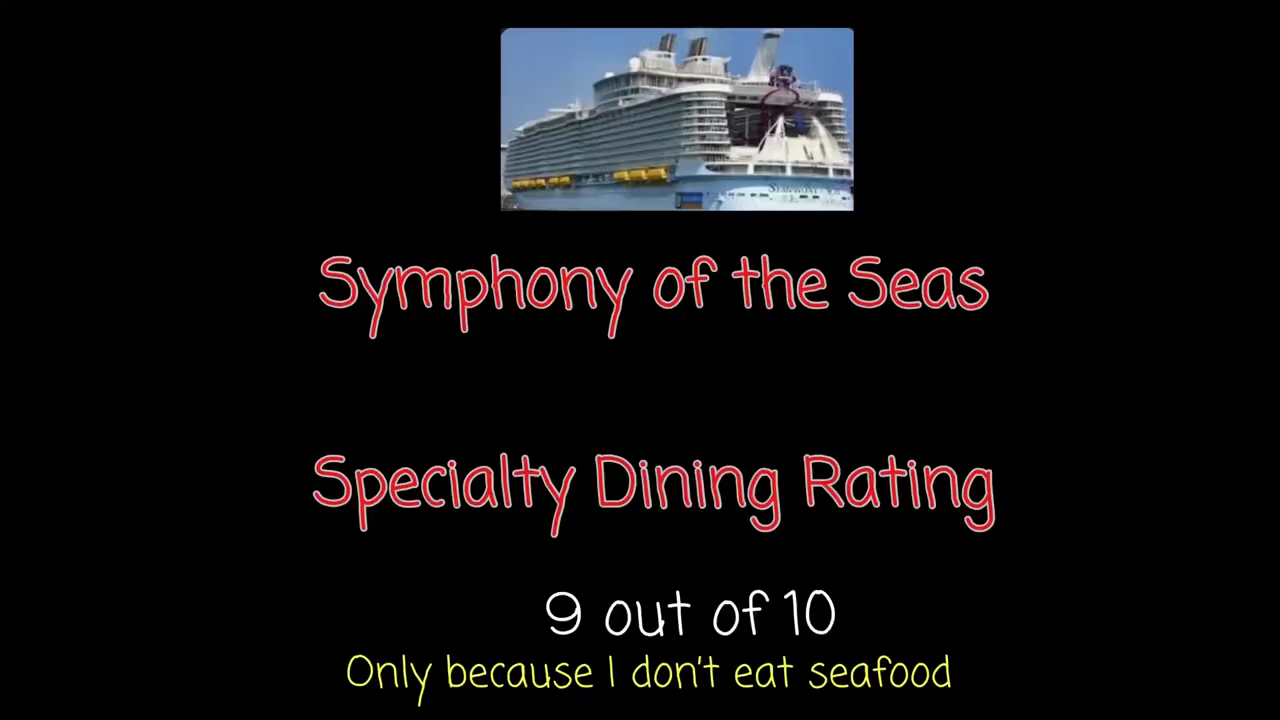 Symphony of the Seas
Specialty Dining Rating
9 out of 10
Only because I don't eat seafood